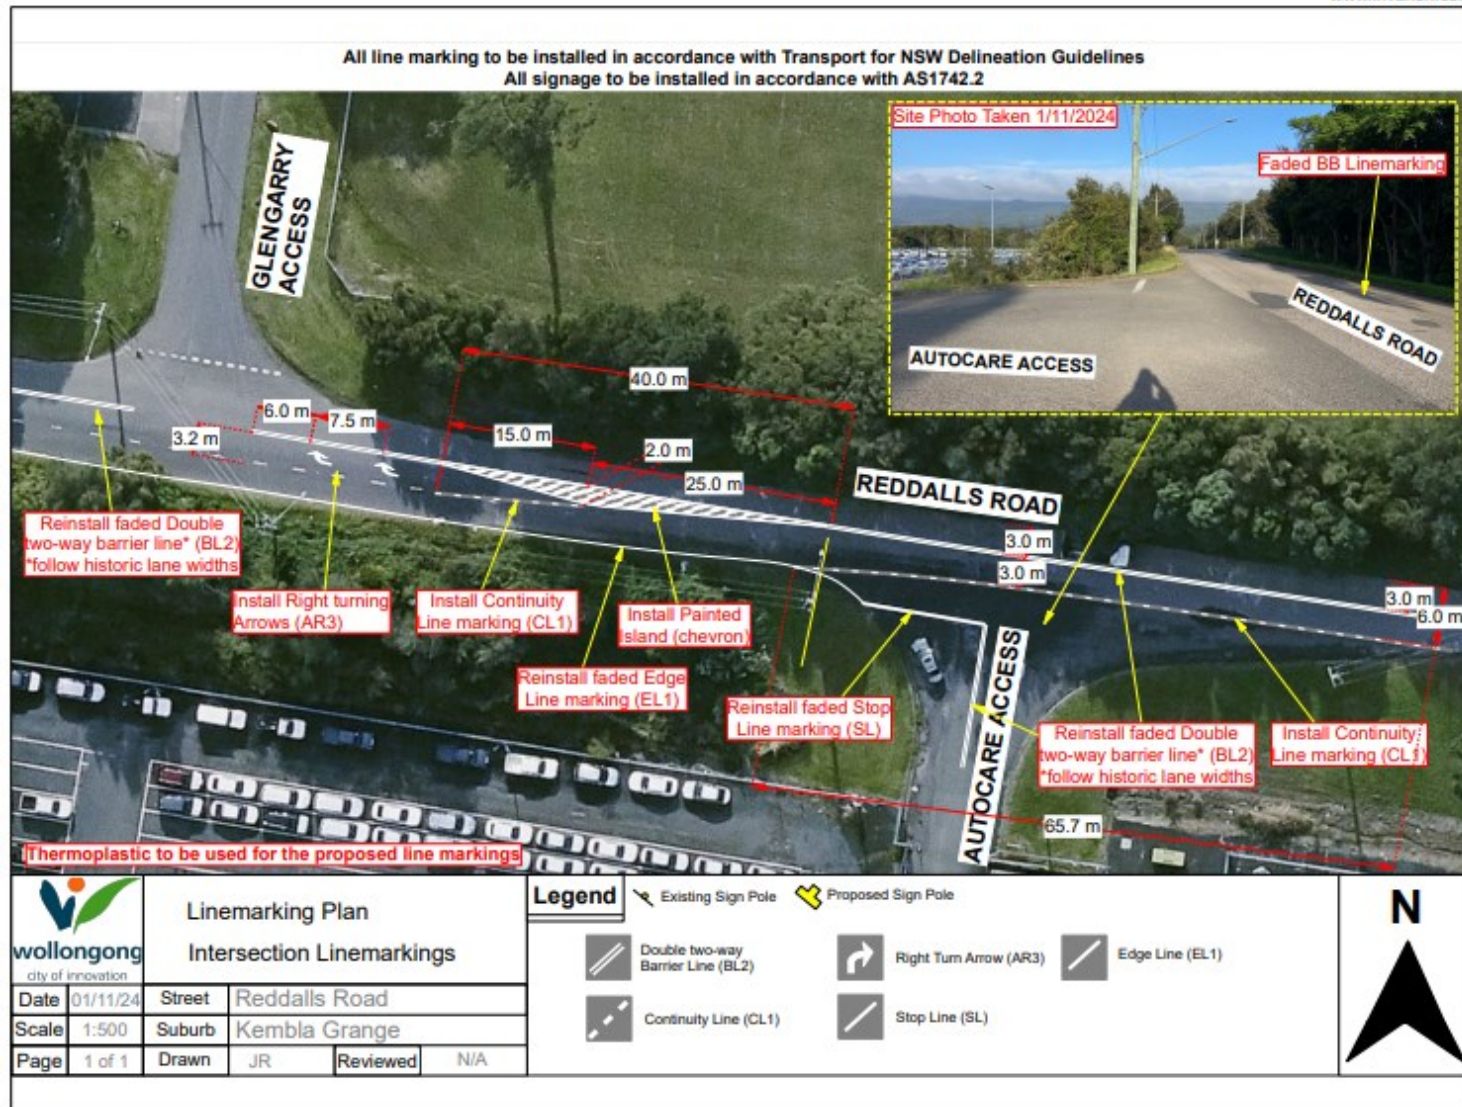 All line marking to be installed in accordance with Transport for NSW Delineation Guidelines
All signage to be installed in accordance with AS1742.2
Site Photo Taken 1/11/2024
Faded BB Linemarking
REDDALLS ROAD
AUTOCARE ACCESS
GLENGARRY
ACCESS
40.0 m
6.0 m
7.5 m
15.0 m
3.2 m
2.0 m
25.0 m
REDDALLS ROAD
3.0 m
3.0 m
3.0 m
6.0 m
Reinstall faded Double
two-way barrier line* (BL2)
*follow historic lane widths
Install Right turning
Arrows (AR3)
Install Continuity
Line marking (CL1)
Install Painted
Island (chevron)
Reinstall faded Edge
Line marking (EL1)
Reinstall faded Stop
Line marking (SL)
AUTOCARE ACCESS
Reinstall faded Double
two-way barrier line* (BL2)
*follow historic lane widths
Install Continuity
Line marking (CL1)
65.7 m
Thermoplastic to be used for the proposed line markings
wollongong
city of innovation
Linemarking Plan
Intersection Linemarkings
Date 01/11/24 Street Reddalls Road
Scale 1:500 Suburb Kembla Grange
Page 1 of 1 Drawn JR Reviewed N/A
Legend
Existing Sign Pole
Proposed Sign Pole
Double two-way
Barrier Line (BL2)
Right Turn Arrow (AR3)
Edge Line (EL1)
Continuity Line (CL1)
Stop Line (SL)
N